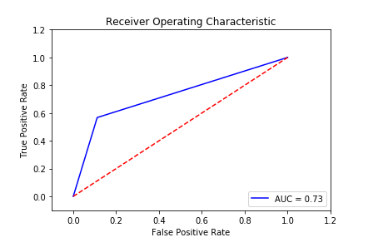 Receiver Operating Characteristic
1.2
1.0
0.8
0.6
0.4
0.2
0.0
True Positive Rate
AUC = 0.73
0.0 0.2 0.4 0.6 0.8 1.0 1.2
False Positive Rate